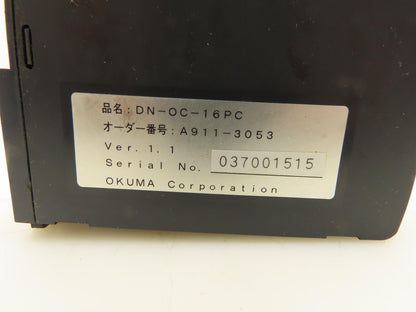 品名：DN-OC-16PC
オーダー番号：A911-3053
Ver. 1. 1
Serial No. 037001515
OKUMA Corporation